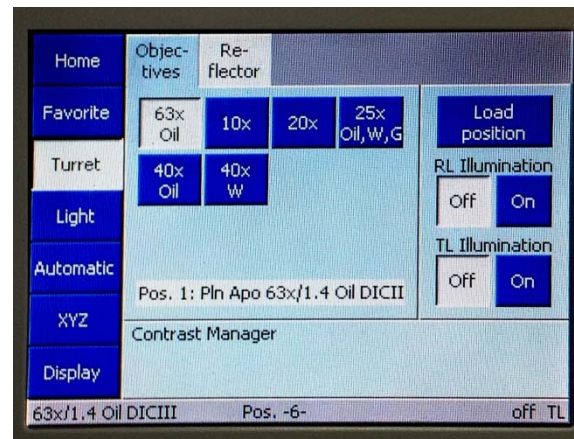 Home
Favorite
Turret
Light
Automatic
XYZ
Display
Objec-
tives
Re-
flector
63x
Oil
10x
20x
25x
Oil,W,G
40x
Oil
40x
W
Pos. 1: Pln Apo 63x/1.4 Oil DICII
Load
position
RL Illumination
Off
On
TL Illumination
Off
On
Contrast Manager
63x/1.4 Oil DICIII
Pos. -6-
off TL